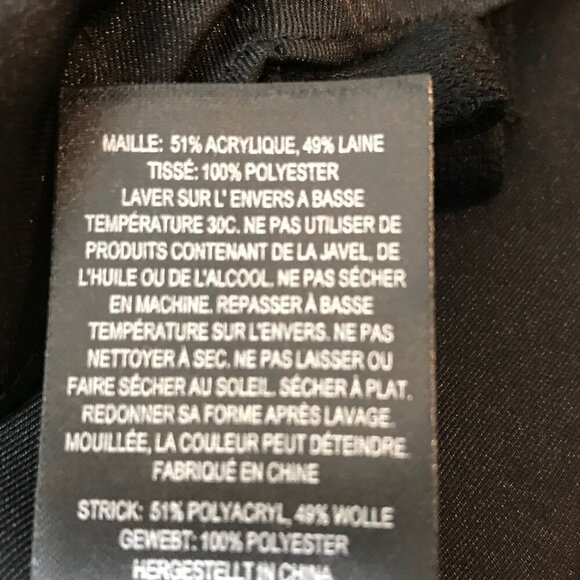 MAILLE: 51% ACRYLIQUE, 49% LAINE
TISSÉ: 100% POLYESTER
LAVER SUR L' ENVERS A BASSE
TEMPÉRATURE 30C. NE PAS UTILISER DE
PRODUITS CONTENANT DE LA JAVEL, DE
L'HUILE OU DE L'ALCOOL. NE PAS SÉCHER
EN MACHINE. REPASSER À BASSE
TEMPÉRATURE SUR L'ENVERS. NE PAS
NETTOYER À SEC. NE PAS LAISSER OU
FAIRE SÉCHER AU SOLEIL. SÉCHER À PLAT.
REDONNER SA FORME APRÈS LAVAGE.
MOUILLÉE, LA COULEUR PEUT DÉTEINDRE.
FABRIQUÉ EN CHINE
STRICK: 51% POLYACRYL, 49% WOLLE
GEWEBT: 100% POLYESTER
HERGESTELLT IN CHINA